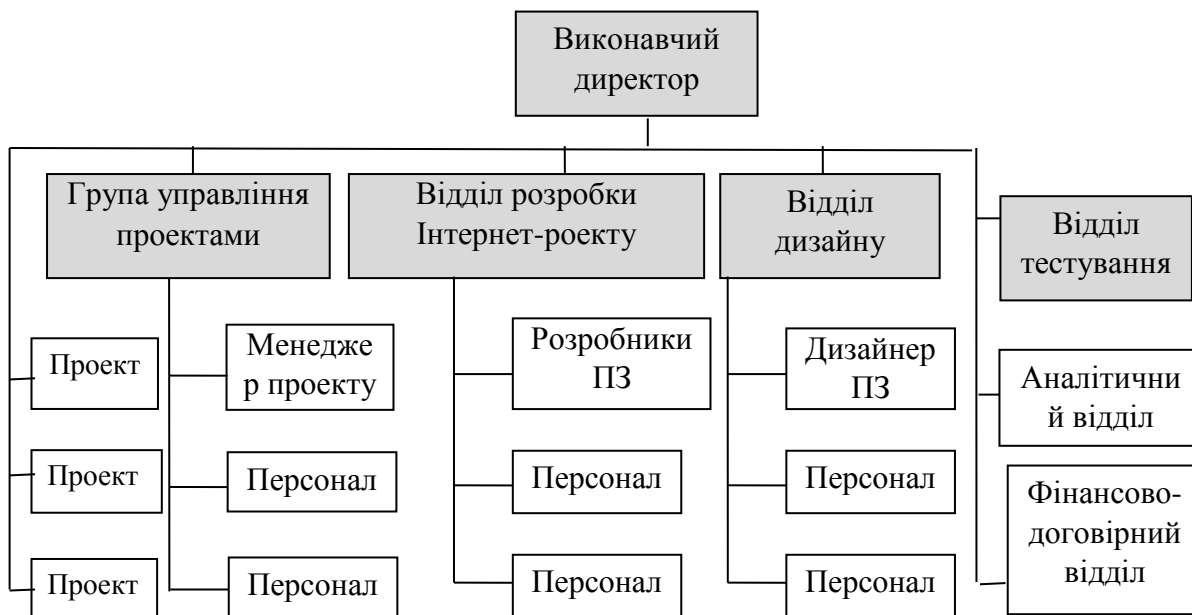 Виконавчий
директор
Група управління
проектами
Відділ розробки
Інтернет-роекту
Відділ
дизайну
Відділ
тестування
Проект
Менедже
р проекту
Розробники
ПЗ
Дизайнер
ПЗ
Аналітични
й відділ
Проект
Персонал
Персонал
Персонал
Фінансово-
договірний
відділ
Проект
Персонал
Персонал
Персонал